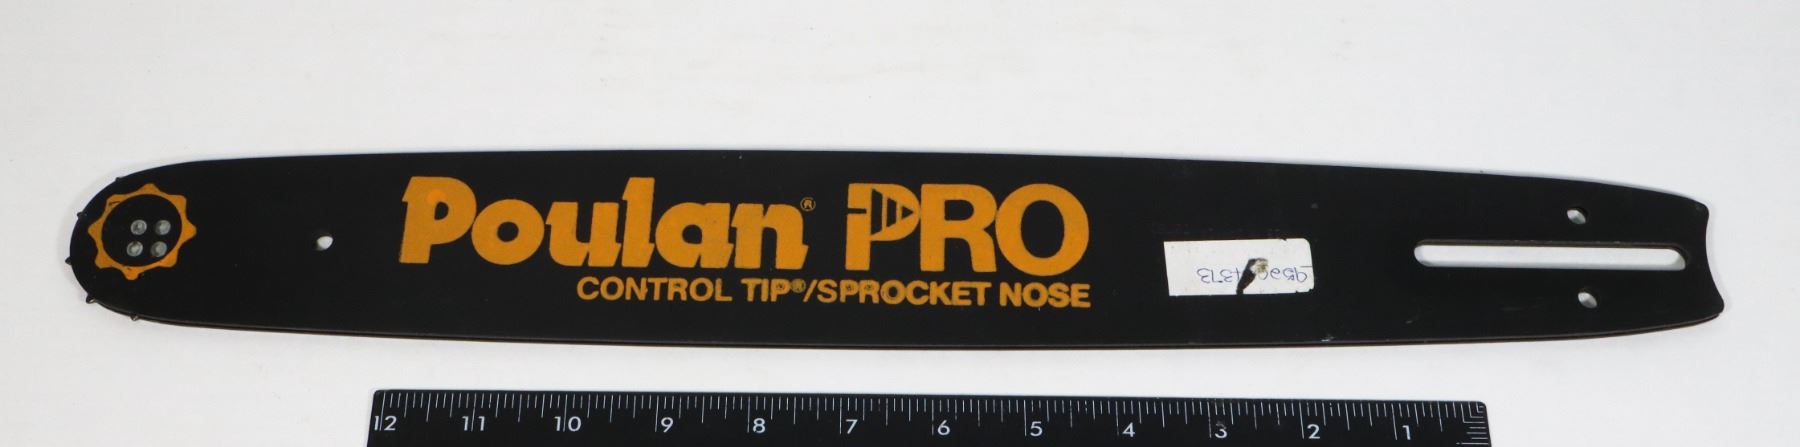 Poulan® PRO
CONTROL TIP®/SPROCKET NOSE
12 11 10 9 8 7 6 5 4 3 2 1